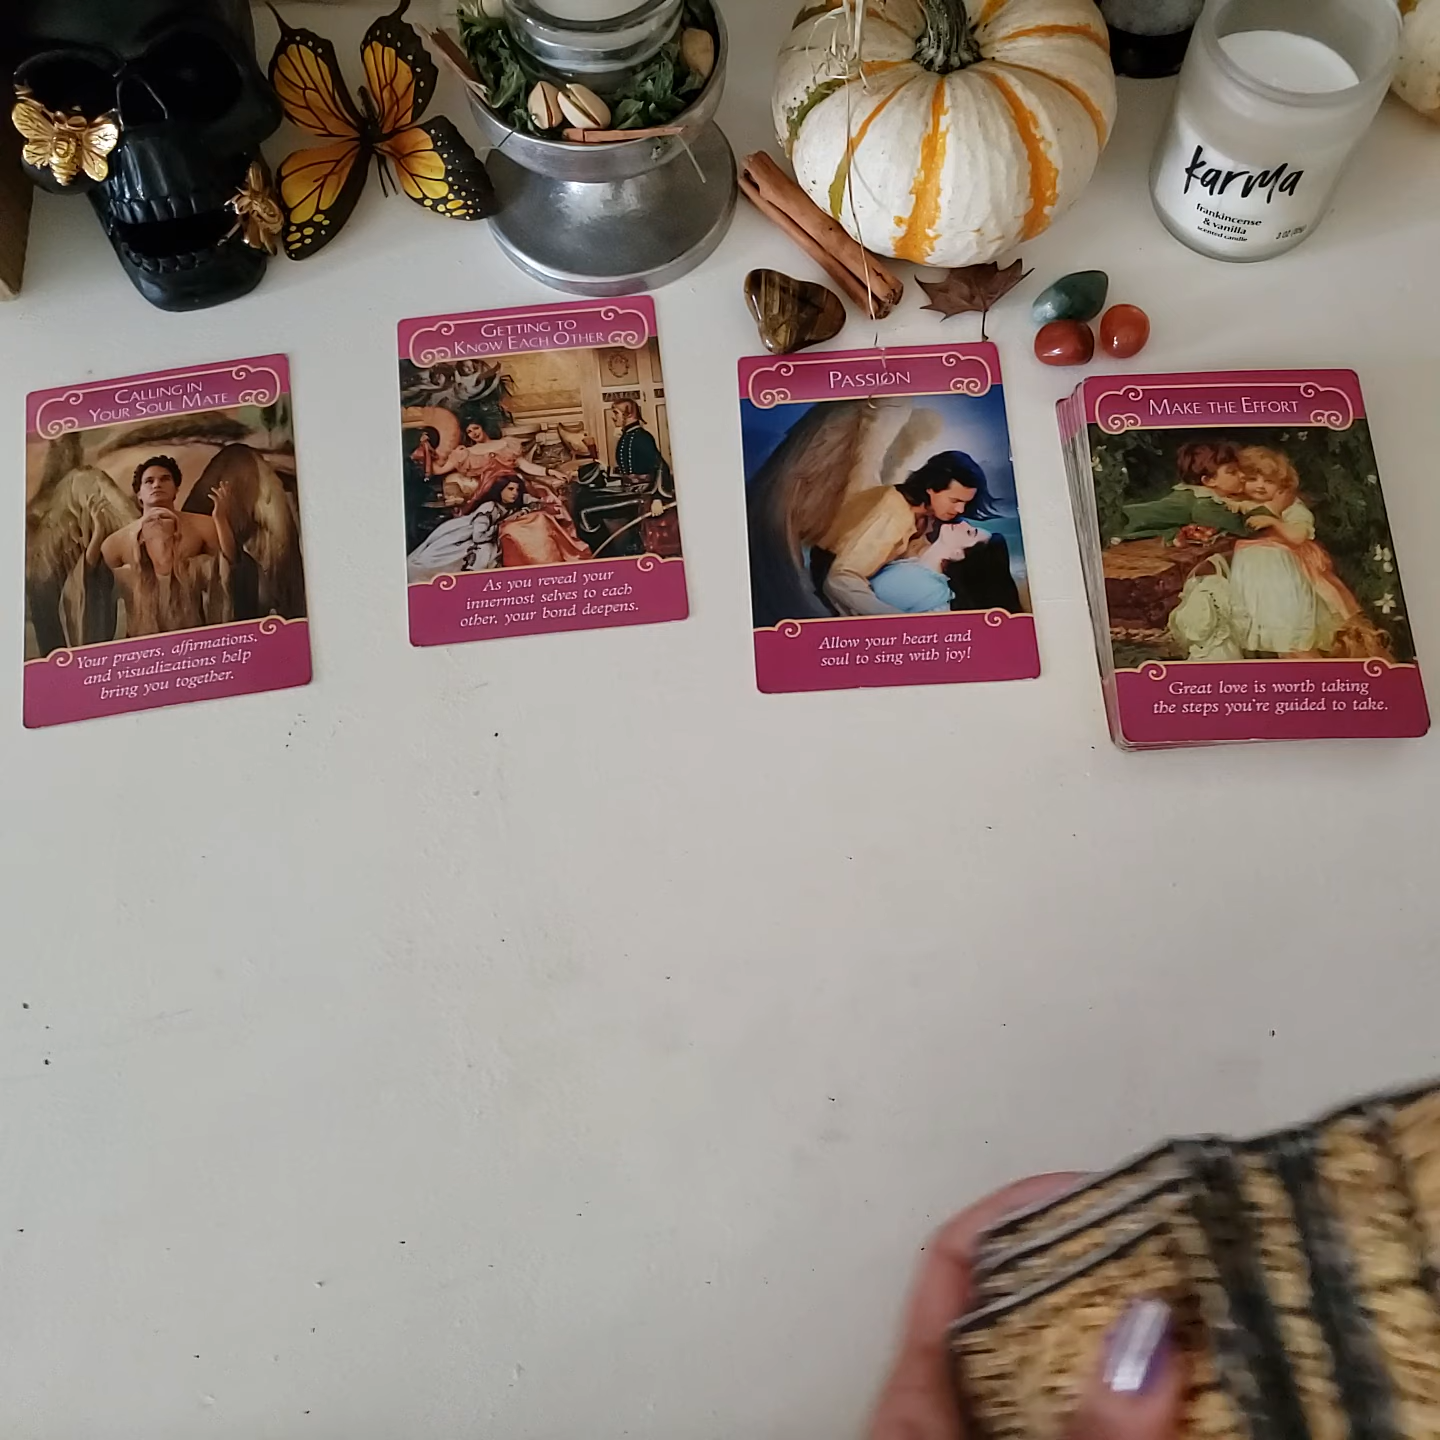 karma
frankincense
& vanilla
scented candle
3 OZ (85g)
CALLING IN
YOUR SOUL MATE
Your prayers, affirmations,
and visualizations help
bring you together.
GETTING TO
KNOW EACH OTHER
As you reveal your
innermost selves to each
other, your bond deepens.
PASSION
Allow your heart and
soul to sing with joy!
MAKE THE EFFORT
Great love is worth taking
the steps you're guided to take.